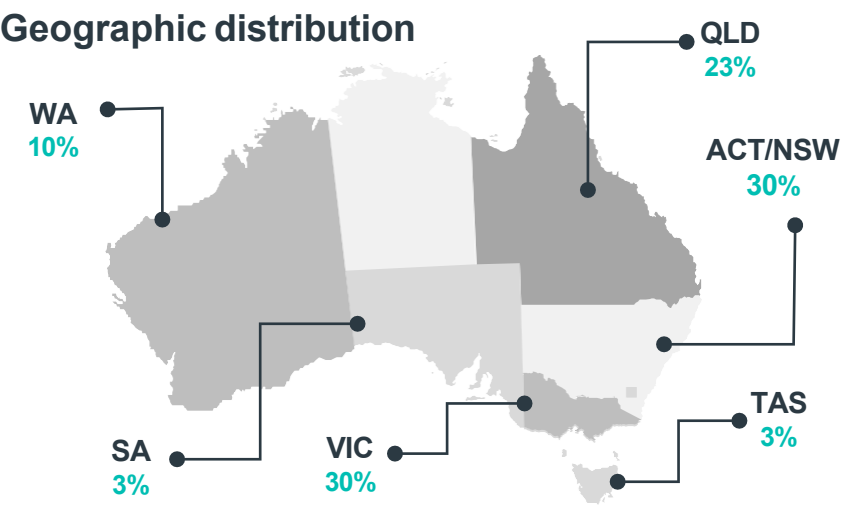 Geographic distribution
QLD
23%
WA
10%
ACT/NSW
30%
TAS
3%
SA
3%
VIC
30%